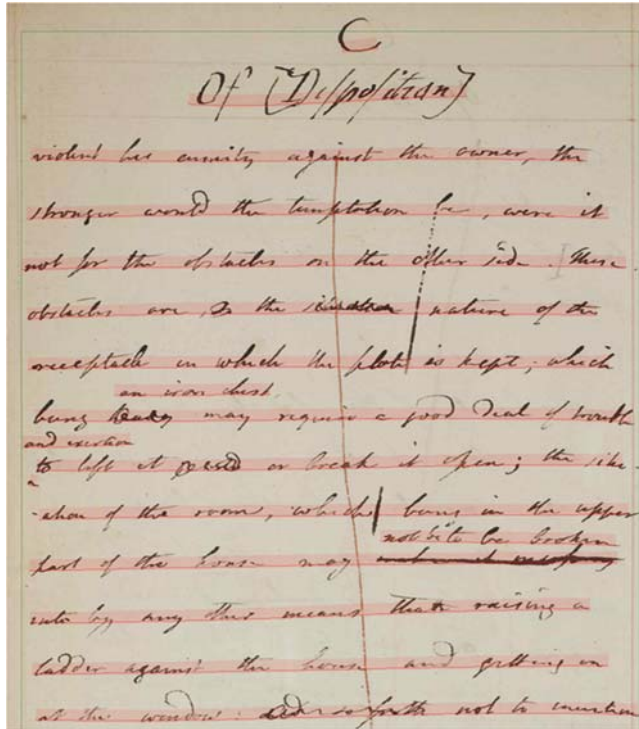 C
Of [Disposition]
violent his enmity against the owner, the
stronger would the temptation be, were it
not for the obstacles on the other side. These
obstacles are, the nature of the
receptacle in which the plate is kept; which
an iron chest
being may require a good deal of trouble
and exertion
to lift it or break it open; the situ-
-ation of the room, which being in the upper
not be to be broken
part of the house may
into by any other means than raising a
ladder against the house and getting in
at the window: not to mention